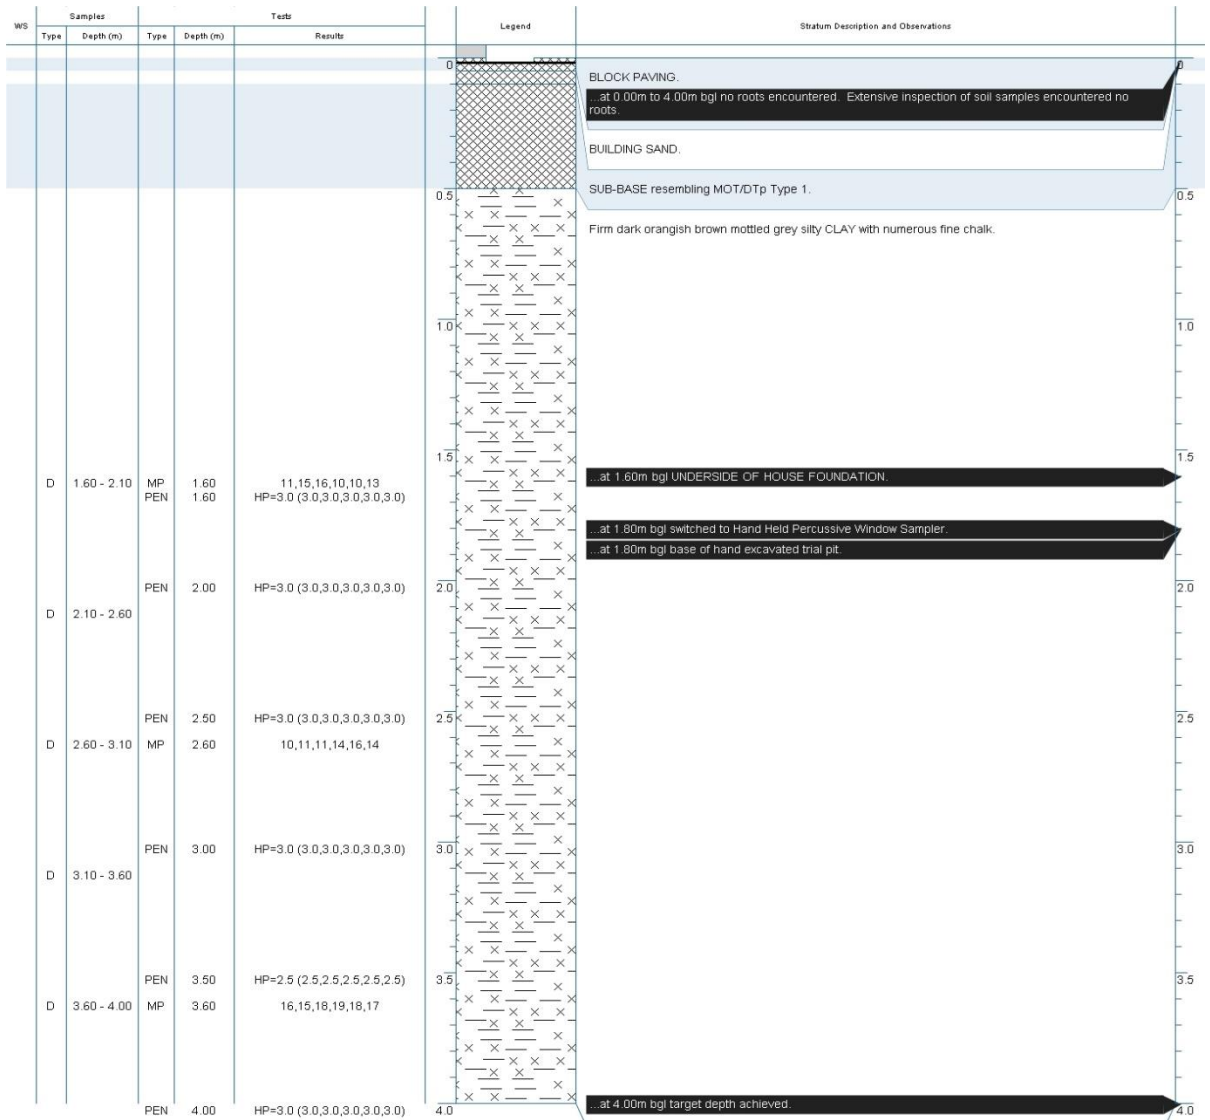 WS Samples Tests Legend Stratum Description and Observations
Type Depth (m) Type Depth (m) Results
0 0
BLOCK PAVING.
...at 0.00m to 4.00m bgl no roots encountered. Extensive inspection of soil samples encountered no
roots.
BUILDING SAND.
SUB-BASE resembling MOT/DTp Type 1.
0.5 0.5
Firm dark orangish brown mottled grey silty CLAY with numerous fine chalk.
1.0 1.0
1.5 1.5
...at 1.60m bgl UNDERSIDE OF HOUSE FOUNDATION.
D 1.60 - 2.10 MP 1.60 11,15,16,10,10,13
PEN 1.60 HP=3.0 (3.0,3.0,3.0,3.0,3.0)
...at 1.80m bgl switched to Hand Held Percussive Window Sampler.
...at 1.80m bgl base of hand excavated trial pit.
PEN 2.00 HP=3.0 (3.0,3.0,3.0,3.0,3.0) 2.0 2.0
D 2.10 - 2.60
PEN 2.50 HP=3.0 (3.0,3.0,3.0,3.0,3.0) 2.5 2.5
D 2.60 - 3.10 MP 2.60 10,11,11,14,16,14
PEN 3.00 HP=3.0 (3.0,3.0,3.0,3.0,3.0) 3.0 3.0
D 3.10 - 3.60
PEN 3.50 HP=2.5 (2.5,2.5,2.5,2.5,2.5) 3.5 3.5
D 3.60 - 4.00 MP 3.60 16,15,18,19,18,17
...at 4.00m bgl target depth achieved.
PEN 4.00 HP=3.0 (3.0,3.0,3.0,3.0,3.0) 4.0 4.0